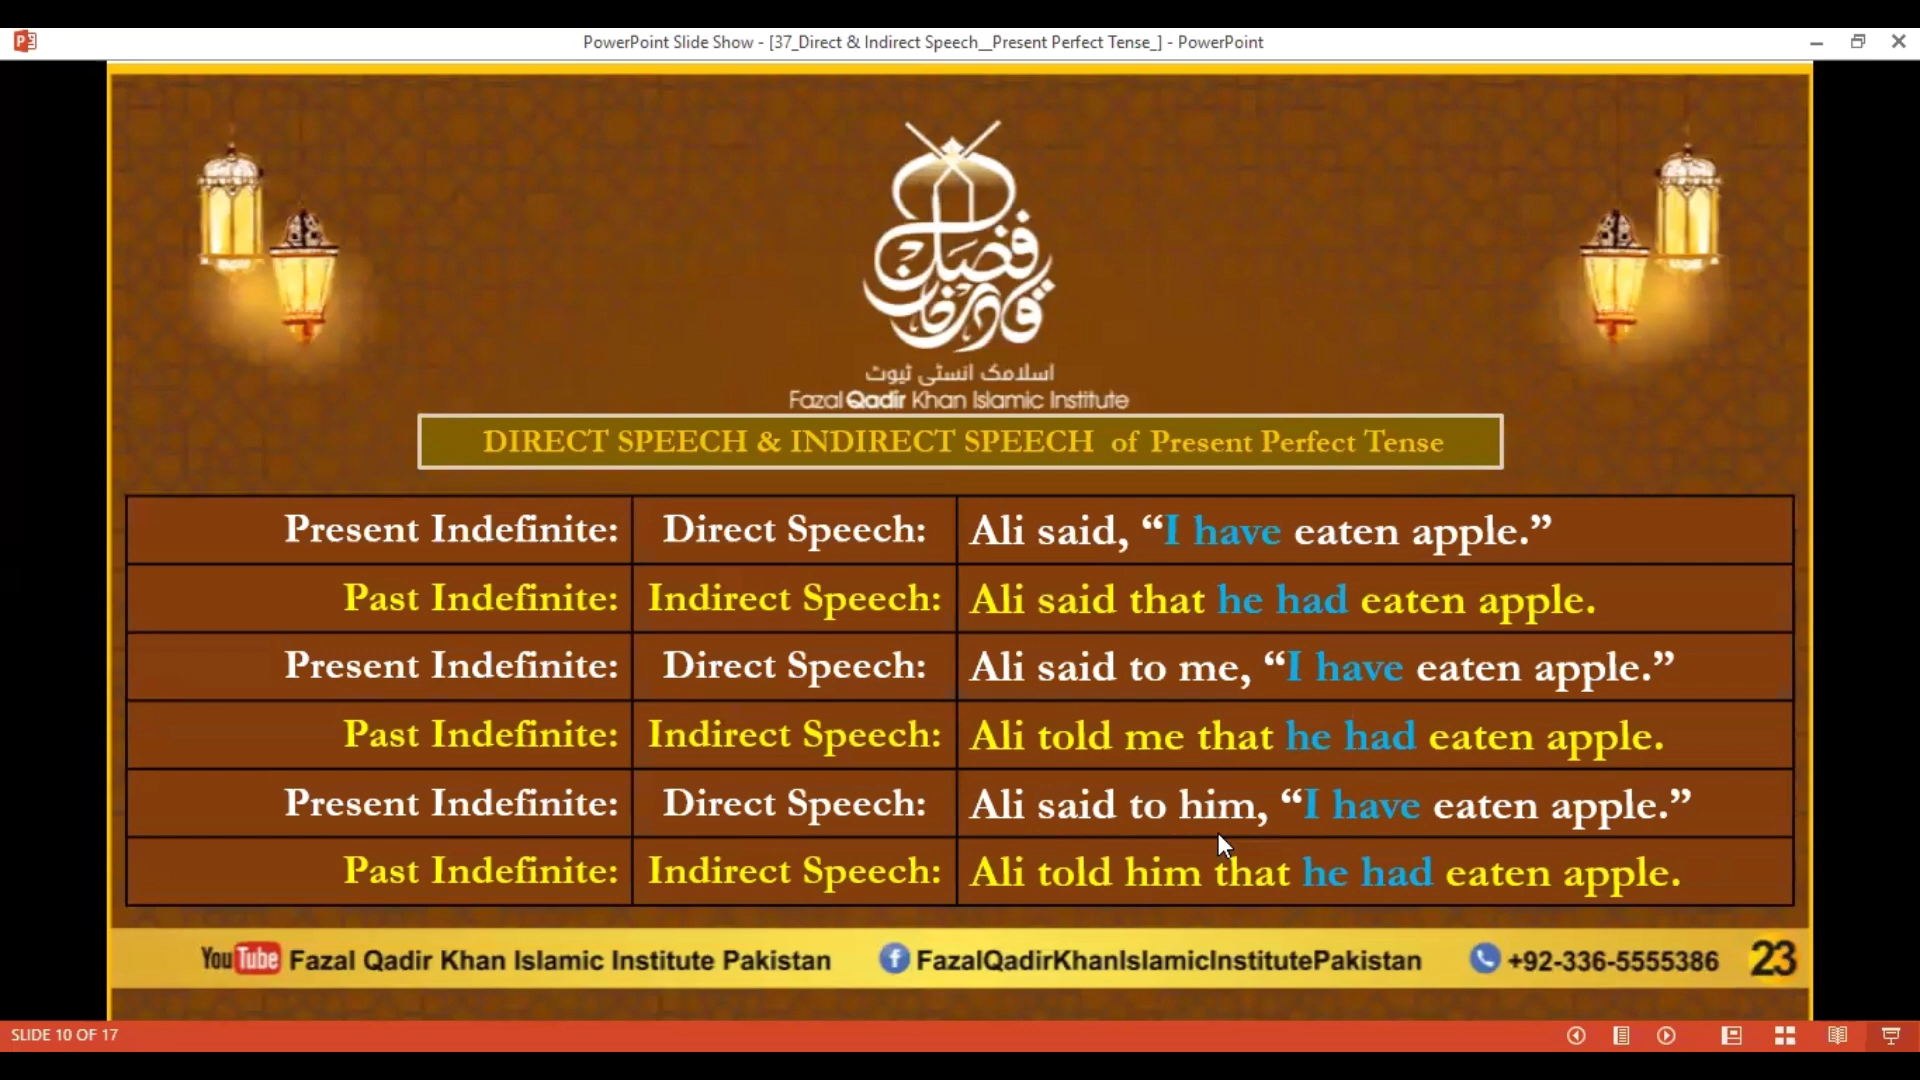 PowerPoint Slide Show - [37_Direct & Indirect Speech__Present Perfect Tense_] - PowerPoint
فضل قادر خان
اسلامک انسٹی ٹیوٹ
Fazal Qadir Khan Islamic Institute
DIRECT SPEECH & INDIRECT SPEECH of Present Perfect Tense
Present Indefinite: Direct Speech: Ali said, “I have eaten apple.”
Past Indefinite: Indirect Speech: Ali said that he had eaten apple.
Present Indefinite: Direct Speech: Ali said to me, “I have eaten apple.”
Past Indefinite: Indirect Speech: Ali told me that he had eaten apple.
Present Indefinite: Direct Speech: Ali said to him, “I have eaten apple.”
Past Indefinite: Indirect Speech: Ali told him that he had eaten apple.
YouTube Fazal Qadir Khan Islamic Institute Pakistan FazalQadirKhanIslamicInstitutePakistan +92-336-5555386 23
SLIDE 10 OF 17